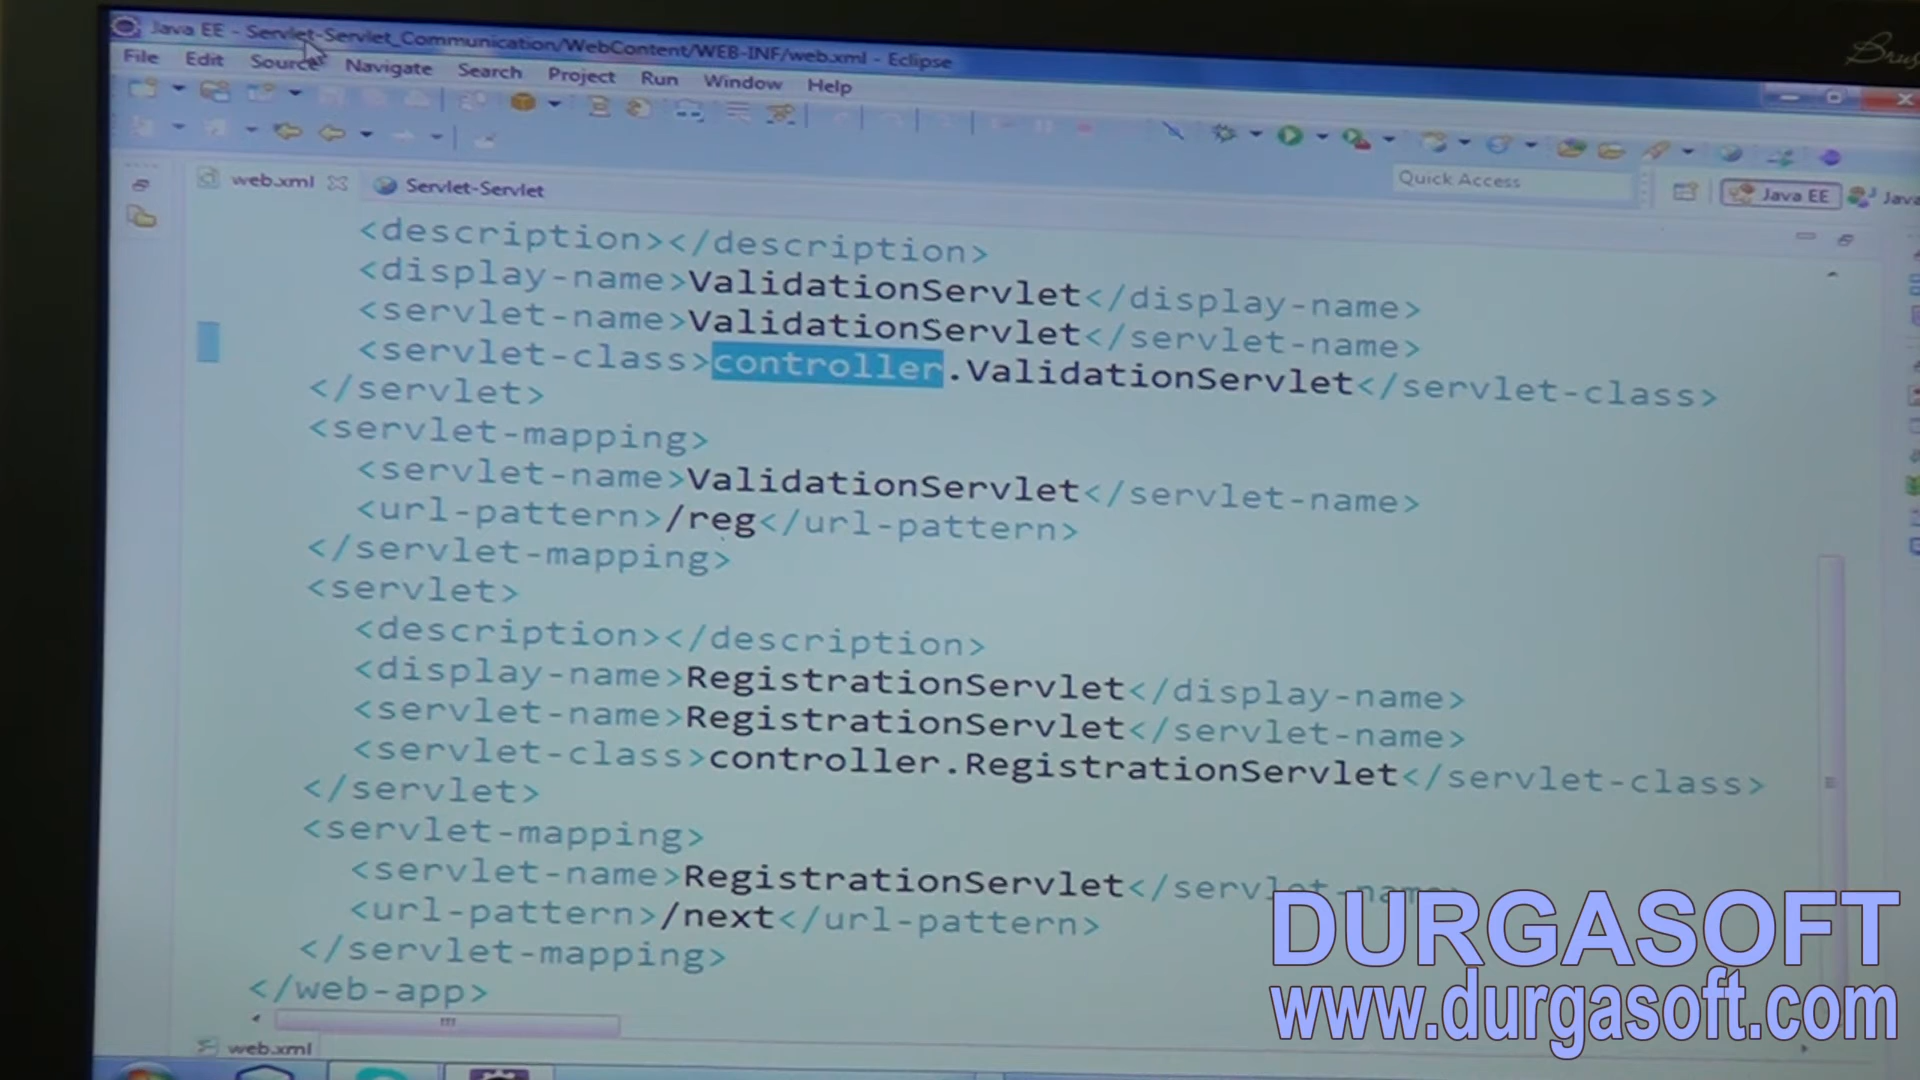 Java EE - Servlet-Servlet_Communication/WebContent/WEB-INF/web.xml - Eclipse
File Edit Source Navigate Search Project Run Window Help
Quick Access
Java EE
Java
web.xml
Servlet-Servlet
<description></description>
<display-name>ValidationServlet</display-name>
<servlet-name>ValidationServlet</servlet-name>
<servlet-class>controller.ValidationServlet</servlet-class>
</servlet>
<servlet-mapping>
<servlet-name>ValidationServlet</servlet-name>
<url-pattern>/reg</url-pattern>
</servlet-mapping>
<servlet>
<description></description>
<display-name>RegistrationServlet</display-name>
<servlet-name>RegistrationServlet</servlet-name>
<servlet-class>controller.RegistrationServlet</servlet-class>
</servlet>
<servlet-mapping>
<servlet-name>RegistrationServlet</servlet-name>
<url-pattern>/next</url-pattern>
</servlet-mapping>
</web-app>
web.xml
DURGASOFT
www.durgasoft.com